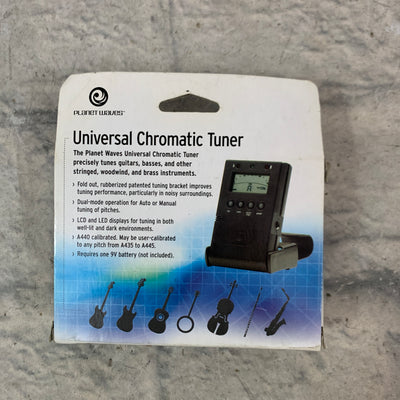 PLANET WAVES
Universal Chromatic Tuner
The Planet Waves Universal Chromatic Tuner
precisely tunes guitars, basses, and other
stringed, woodwind, and brass instruments.
› Fold out, rubberized patented tuning bracket improves
tuning performance, particularly in noisy surroundings.
› Dual-mode operation for Auto or Manual
tuning of pitches.
› LCD and LED displays for tuning in both
well-lit and dark environments.
› A440 calibrated. May be user-calibrated
to any pitch from A435 to A445.
› Requires one 9V battery (not included).